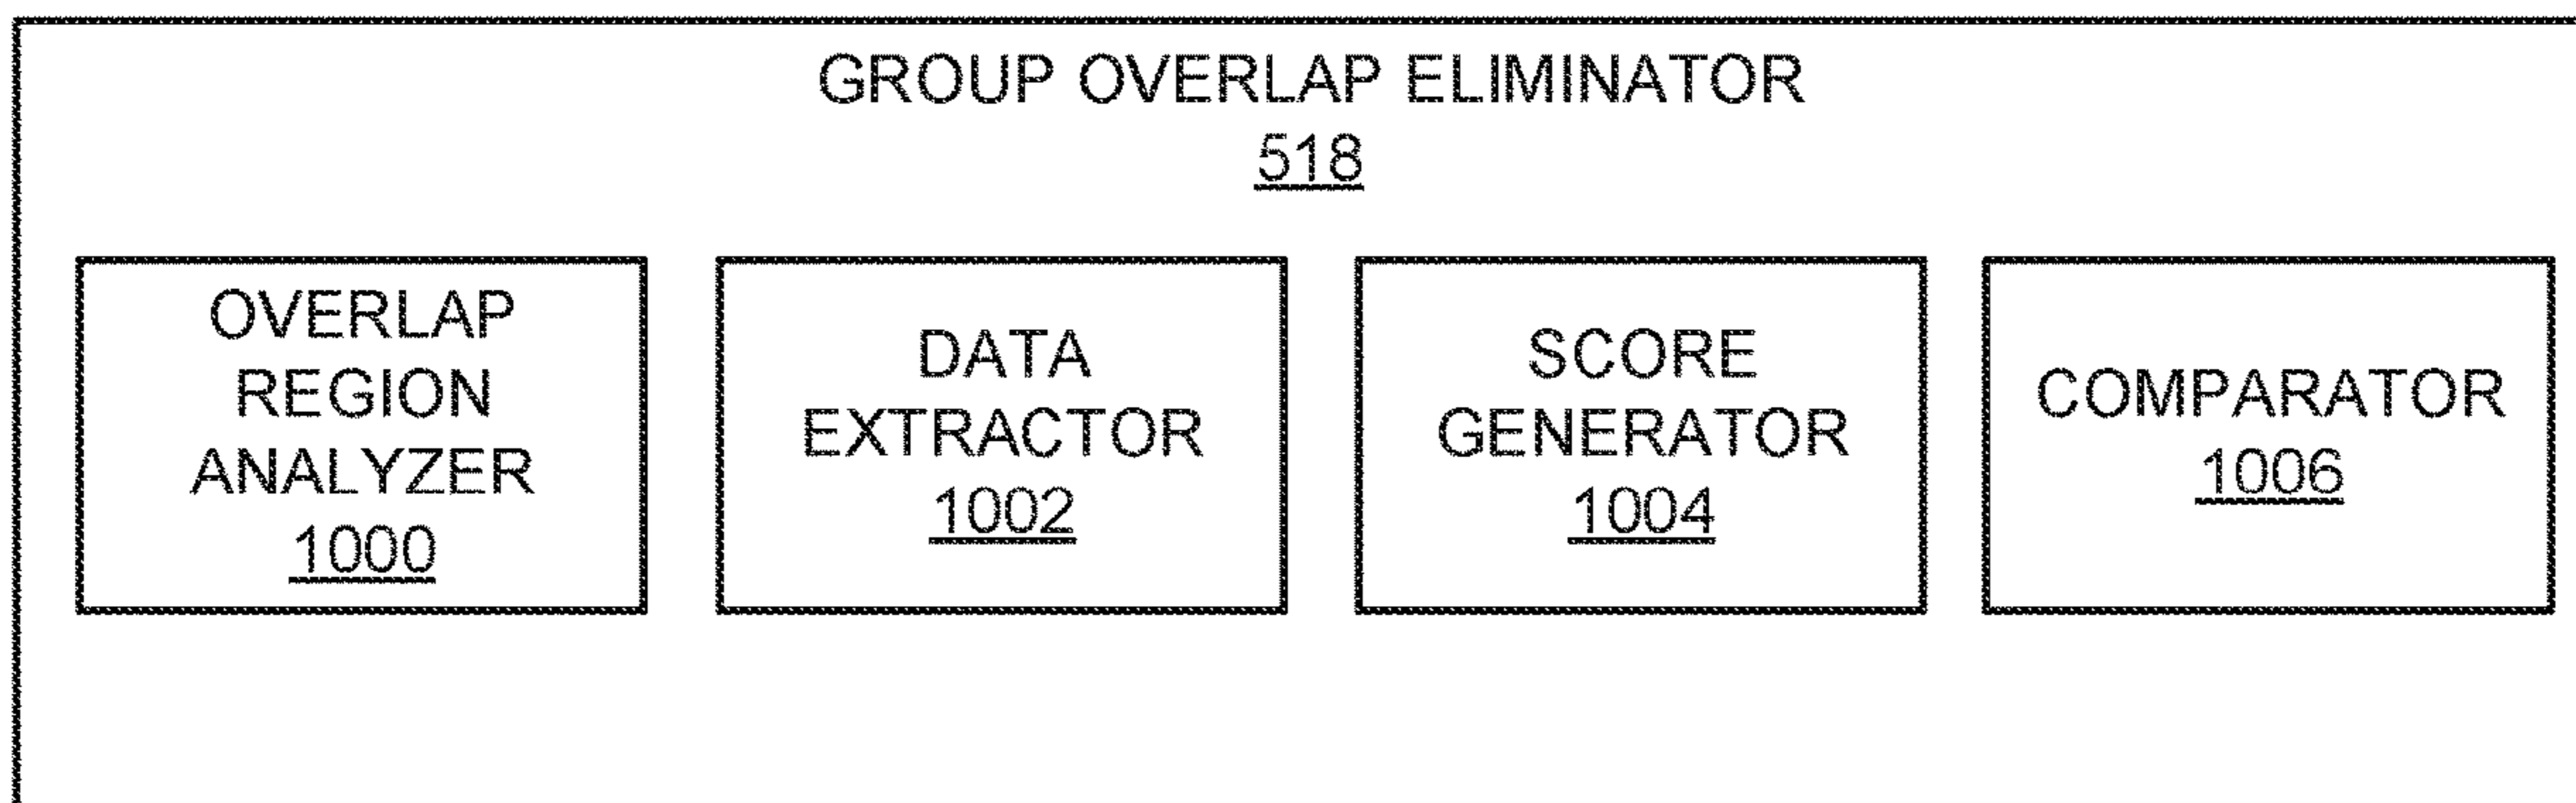 GROUP OVERLAP ELIMINATOR
518
OVERLAP
REGION
ANALYZER
1000
DATA
EXTRACTOR
1002
SCORE
GENERATOR
1004
COMPARATOR
1006